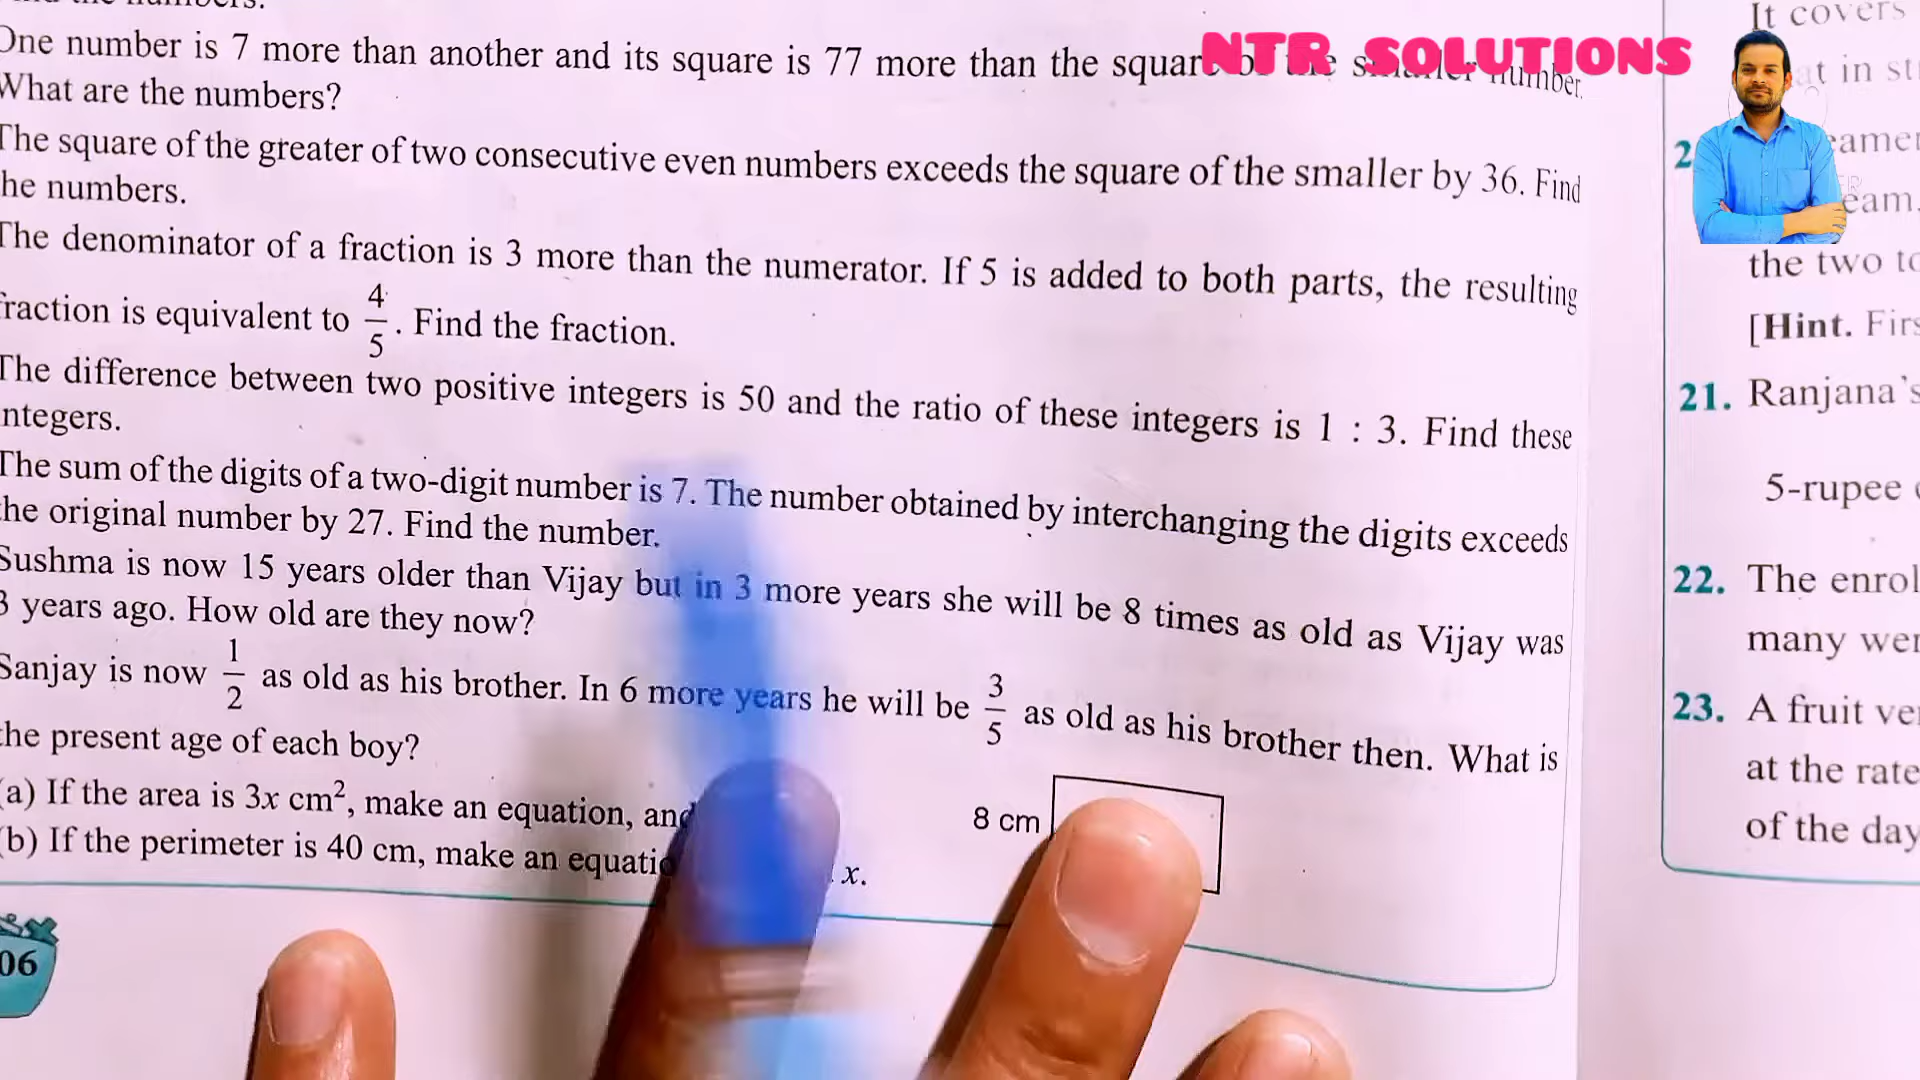 One number is 7 more than another and its square is 77 more than the square number.
What are the numbers?
The square of the greater of two consecutive even numbers exceeds the square of the smaller by 36. Find
he numbers.
The denominator of a fraction is 3 more than the numerator. If 5 is added to both parts, the resulting
fraction is equivalent to 4/5. Find the fraction.
The difference between two positive integers is 50 and the ratio of these integers is 1 : 3. Find these
ntegers.
The sum of the digits of a two-digit number is 7. The number obtained by interchanging the digits exceeds
the original number by 27. Find the number.
Sushma is now 15 years older than Vijay but in 3 more years she will be 8 times as old as Vijay was
3 years ago. How old are they now?
Sanjay is now 1/2 as old as his brother. In 6 more years he will be 3/5 as old as his brother then. What is
the present age of each boy?
(a) If the area is 3x cm², make an equation, and
(b) If the perimeter is 40 cm, make an equatio x.
8 cm
06
NTR SOLUTIONS
It covers
at in str
2
eam.
the two to
[Hint. Firs
21. Ranjana's
5-rupee
22. The enrol
many wer
23. A fruit ve
at the rate
of the day